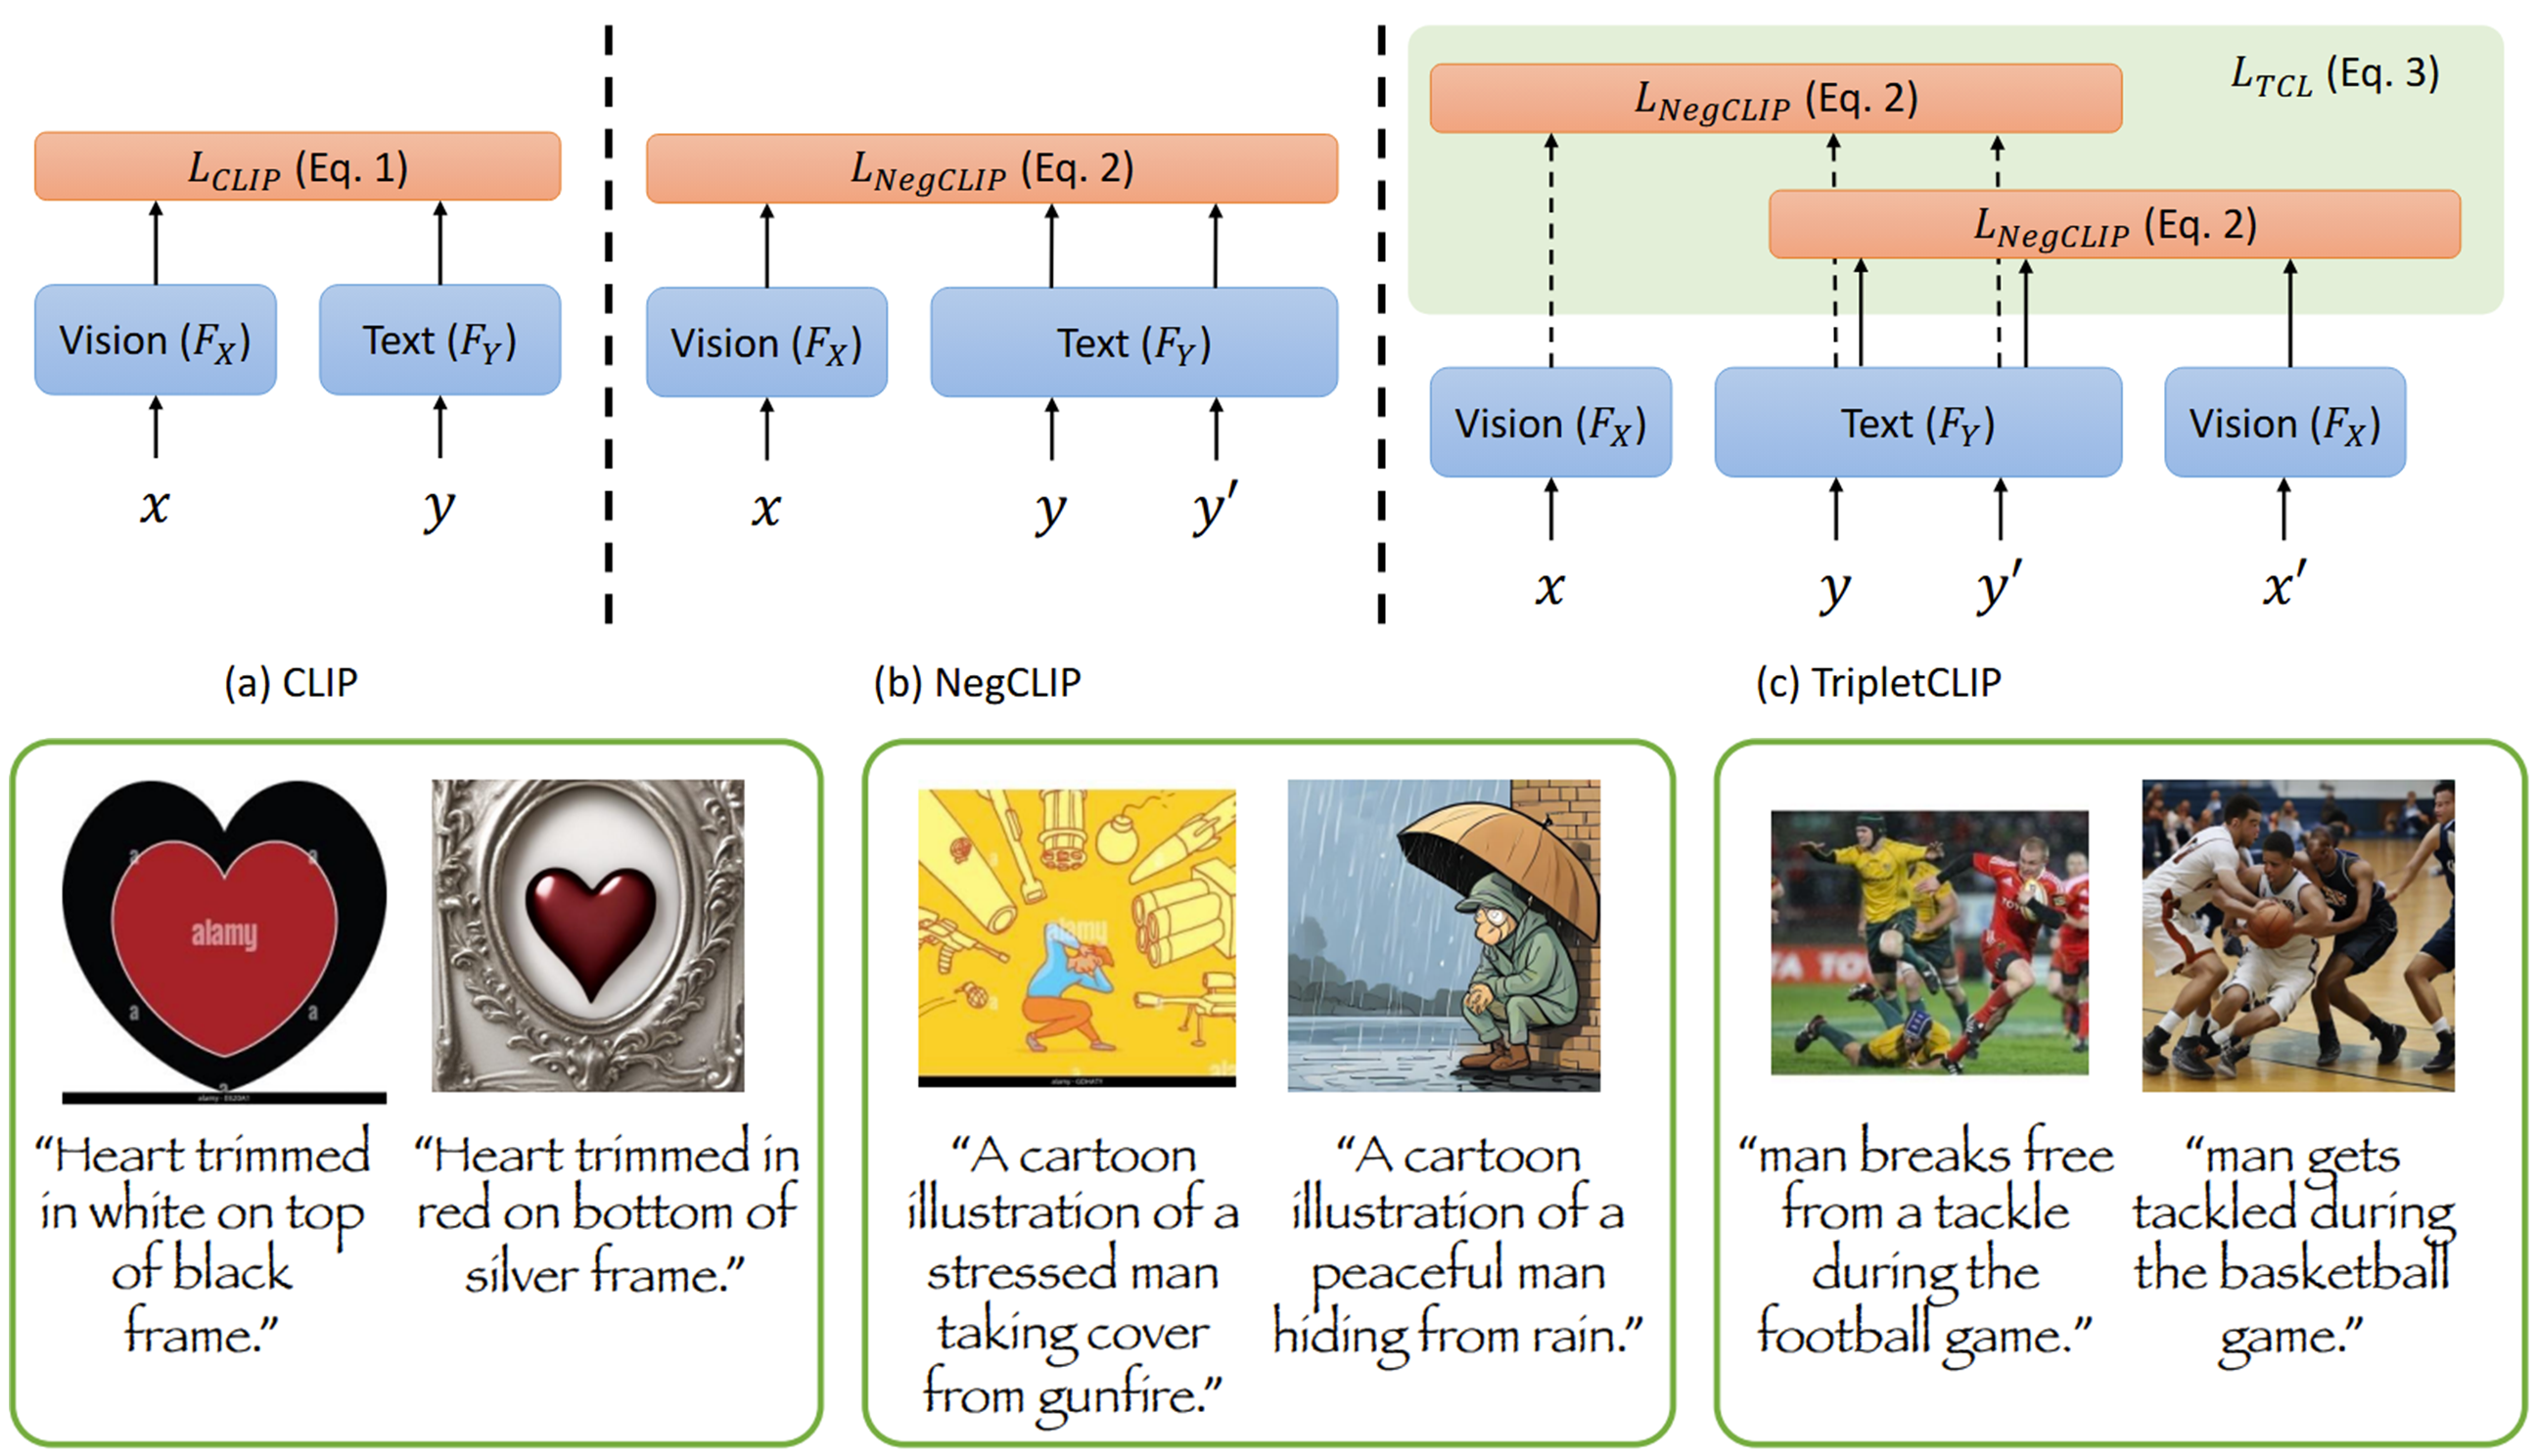 L_{CLIP} (Eq. 1)
Vision (F_X)
Text (F_Y)
x
y
L_{NegCLIP} (Eq. 2)
Vision (F_X)
Text (F_Y)
x
y
y′
L_{TCL} (Eq. 3)
L_{NegCLIP} (Eq. 2)
L_{NegCLIP} (Eq. 2)
Vision (F_X)
Text (F_Y)
Vision (F_X)
x
y
y′
x′
(a) CLIP
(b) NegCLIP
(c) TripletCLIP
a
a
alamy
a
a
a
“Heart trimmed
in white on top
of black
frame.”
“Heart trimmed in
red on bottom of
silver frame.”
alamy
a
“A cartoon
illustration of a
stressed man
taking cover
from gunfire.”
“A cartoon
illustration of a
peaceful man
hiding from rain.”
TA TO
“man breaks free
from a tackle
during the
football game.”
“man gets
tackled during
the basketball
game.”